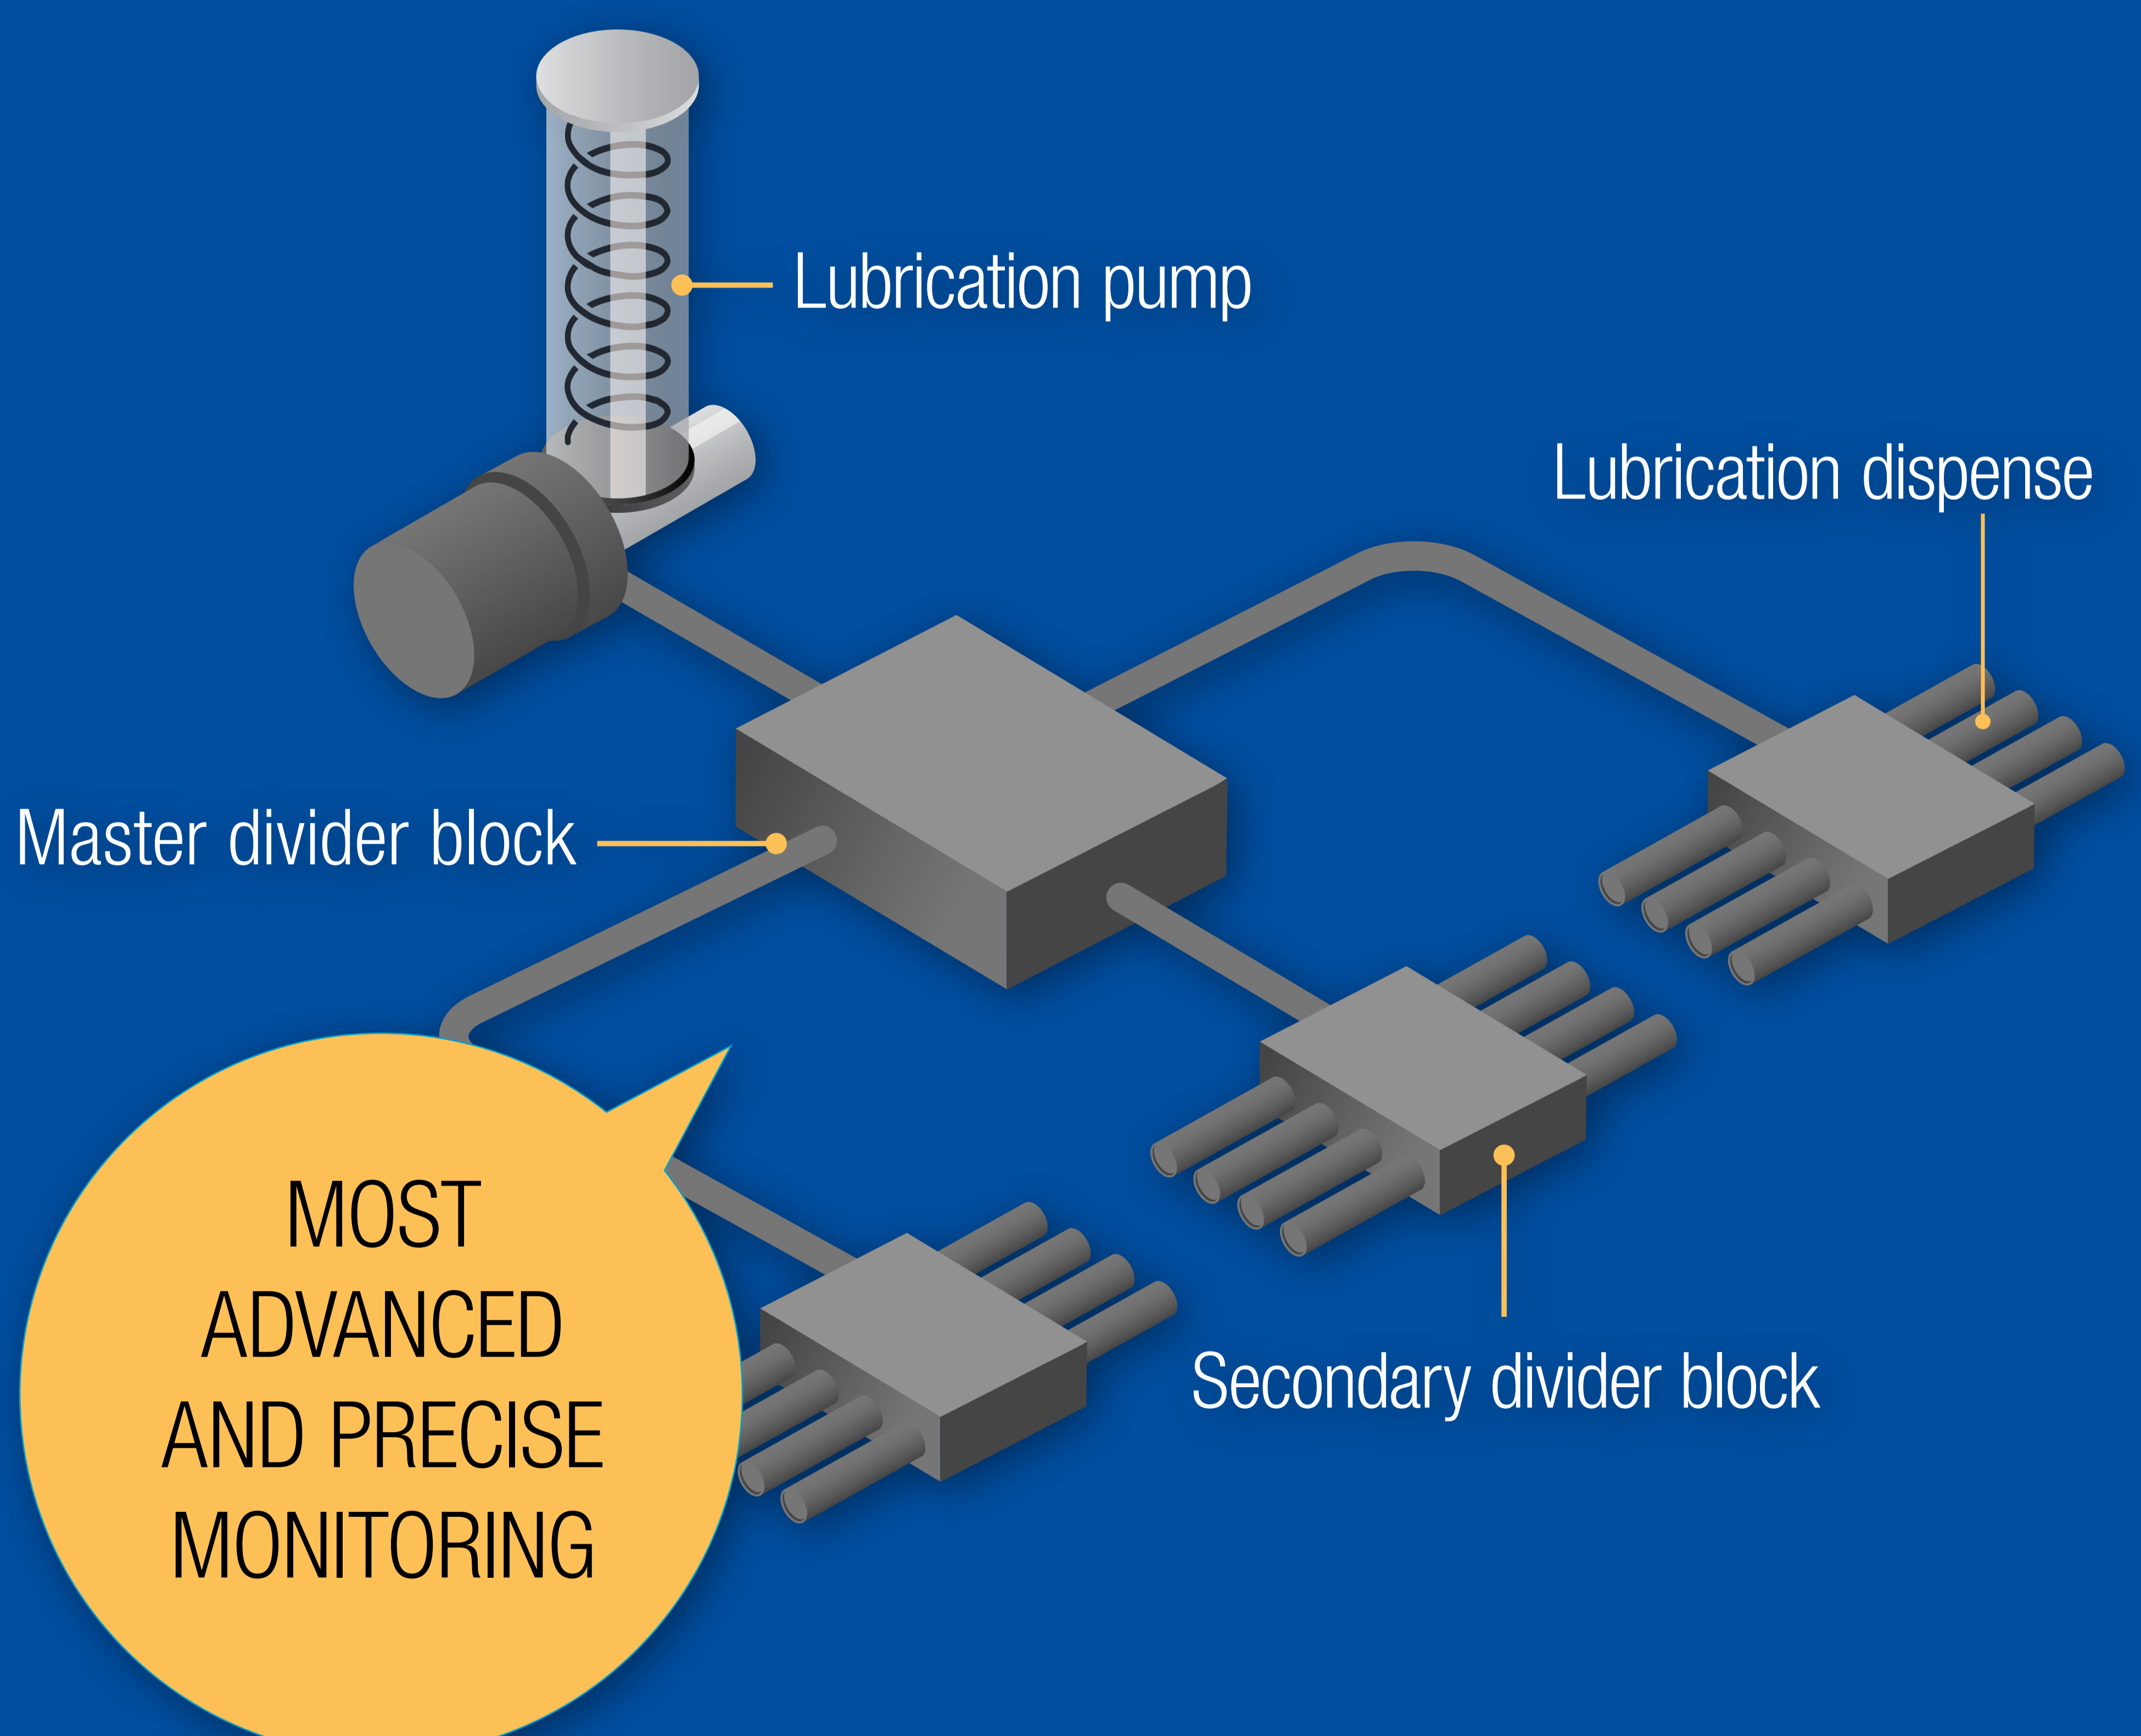 Lubrication pump
Lubrication dispense
Master divider block
MOST
ADVANCED
AND PRECISE
MONITORING
Secondary divider block